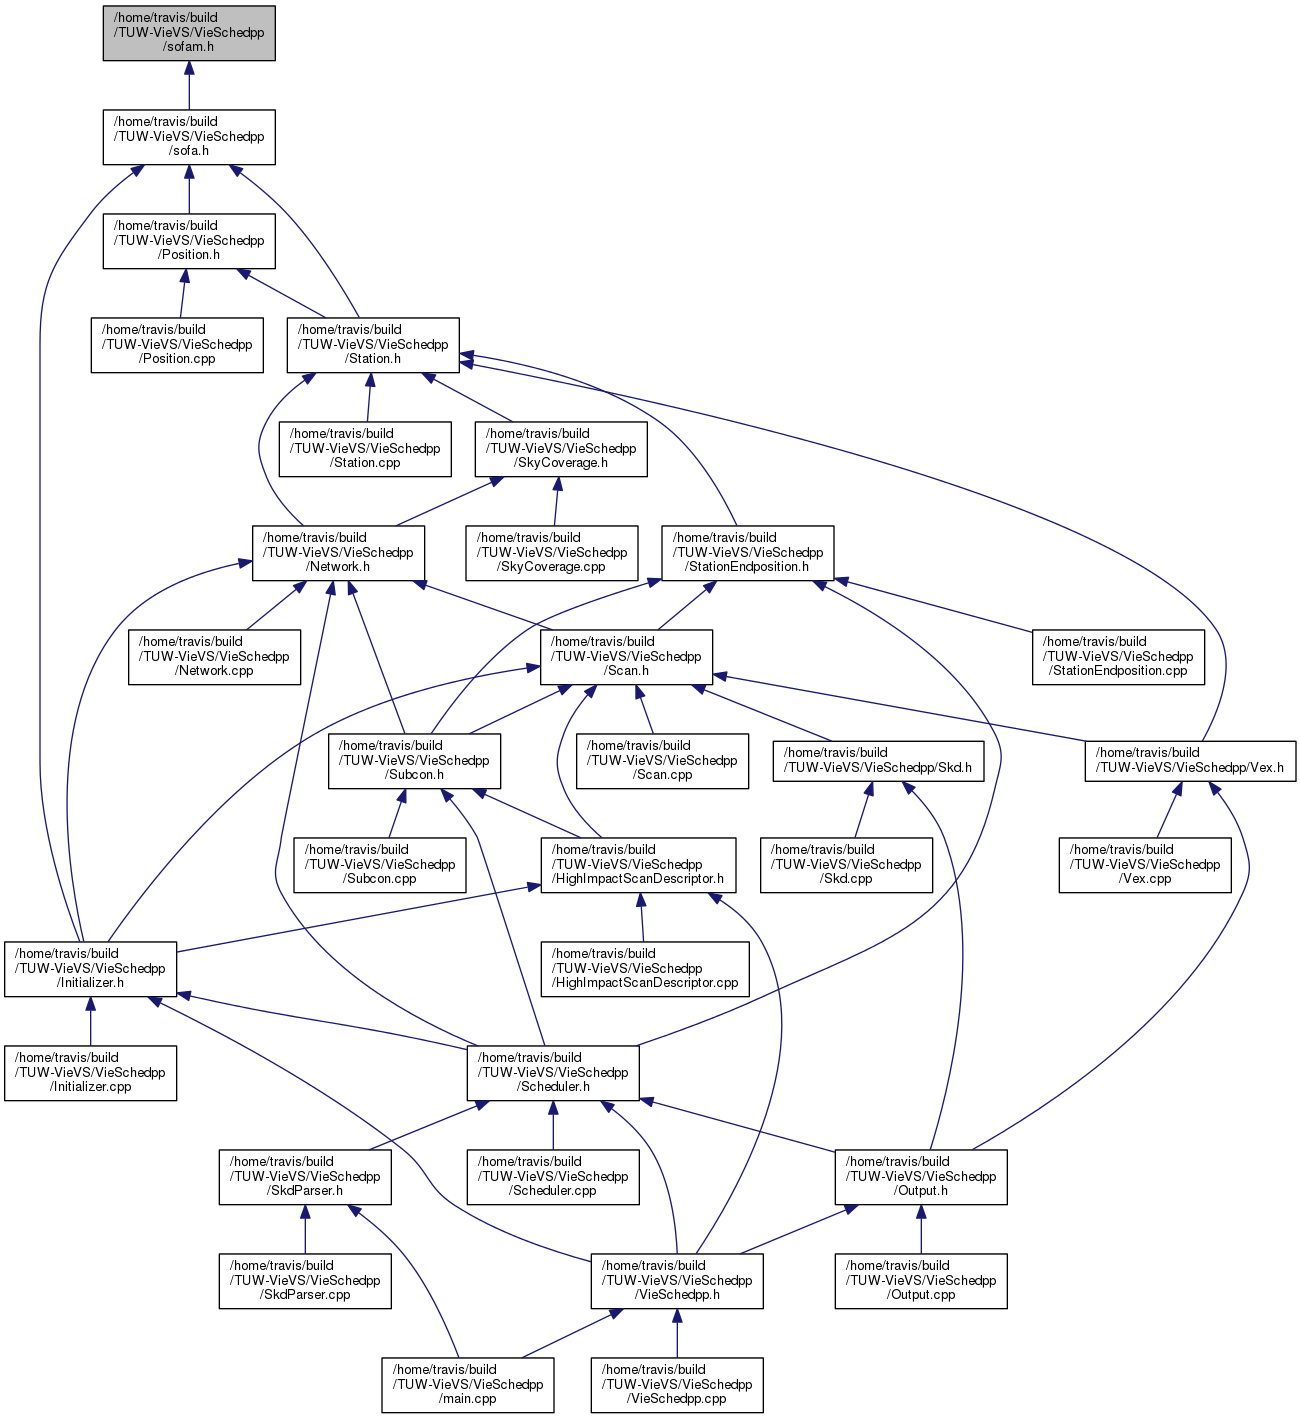 /home/travis/build
/TUW-VieVS/VieSchedpp
/sofam.h
/home/travis/build
/TUW-VieVS/VieSchedpp
/sofa.h
/home/travis/build
/TUW-VieVS/VieSchedpp
/Position.h
/home/travis/build
/TUW-VieVS/VieSchedpp
/Position.cpp
/home/travis/build
/TUW-VieVS/VieSchedpp
/Station.h
/home/travis/build
/TUW-VieVS/VieSchedpp
/Station.cpp
/home/travis/build
/TUW-VieVS/VieSchedpp
/SkyCoverage.h
/home/travis/build
/TUW-VieVS/VieSchedpp
/Network.h
/home/travis/build
/TUW-VieVS/VieSchedpp
/SkyCoverage.cpp
/home/travis/build
/TUW-VieVS/VieSchedpp
/StationEndposition.h
/home/travis/build
/TUW-VieVS/VieSchedpp
/Network.cpp
/home/travis/build
/TUW-VieVS/VieSchedpp
/Scan.h
/home/travis/build
/TUW-VieVS/VieSchedpp
/StationEndposition.cpp
/home/travis/build
/TUW-VieVS/VieSchedpp
/Subcon.h
/home/travis/build
/TUW-VieVS/VieSchedpp
/Scan.cpp
/home/travis/build
/TUW-VieVS/VieSchedpp/Skd.h
/home/travis/build
/TUW-VieVS/VieSchedpp/Vex.h
/home/travis/build
/TUW-VieVS/VieSchedpp
/Subcon.cpp
/home/travis/build
/TUW-VieVS/VieSchedpp
/HighImpactScanDescriptor.h
/home/travis/build
/TUW-VieVS/VieSchedpp
/Skd.cpp
/home/travis/build
/TUW-VieVS/VieSchedpp
/Vex.cpp
/home/travis/build
/TUW-VieVS/VieSchedpp
/Initializer.h
/home/travis/build
/TUW-VieVS/VieSchedpp
/HighImpactScanDescriptor.cpp
/home/travis/build
/TUW-VieVS/VieSchedpp
/Initializer.cpp
/home/travis/build
/TUW-VieVS/VieSchedpp
/Scheduler.h
/home/travis/build
/TUW-VieVS/VieSchedpp
/SkdParser.h
/home/travis/build
/TUW-VieVS/VieSchedpp
/Scheduler.cpp
/home/travis/build
/TUW-VieVS/VieSchedpp
/Output.h
/home/travis/build
/TUW-VieVS/VieSchedpp
/SkdParser.cpp
/home/travis/build
/TUW-VieVS/VieSchedpp
/VieSchedpp.h
/home/travis/build
/TUW-VieVS/VieSchedpp
/Output.cpp
/home/travis/build
/TUW-VieVS/VieSchedpp
/main.cpp
/home/travis/build
/TUW-VieVS/VieSchedpp
/VieSchedpp.cpp